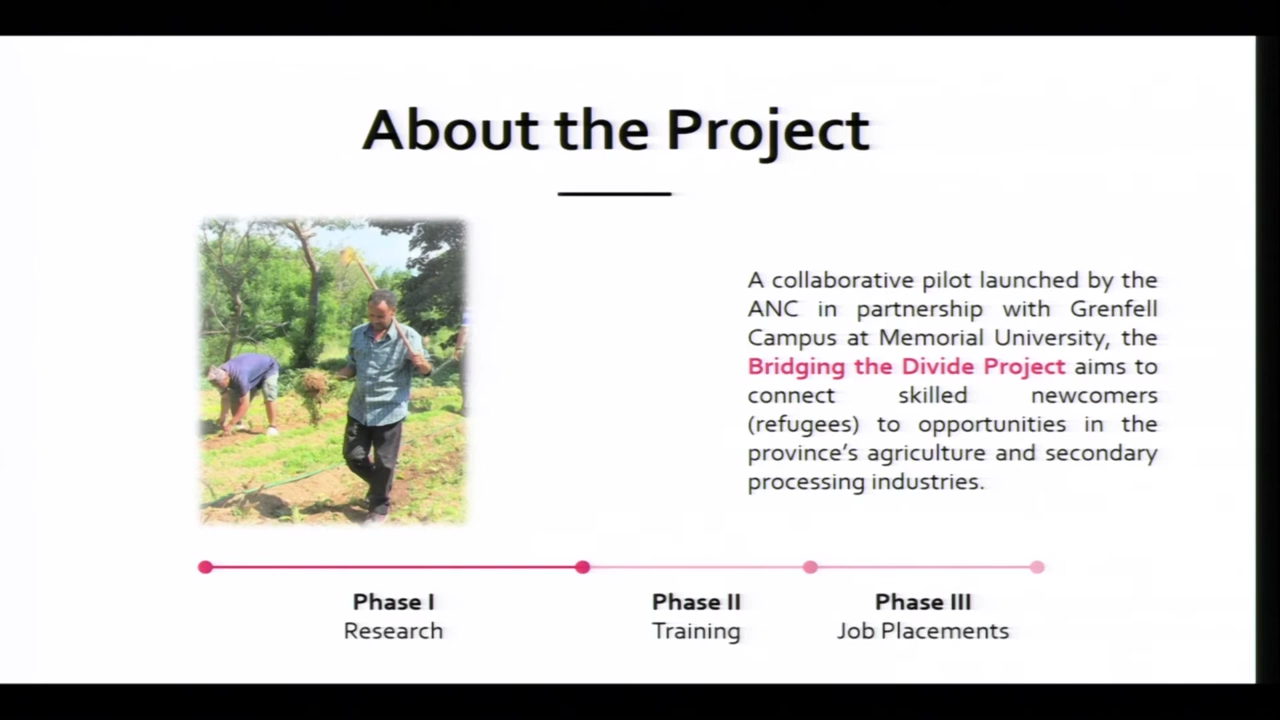 About the Project
A collaborative pilot launched by the
ANC in partnership with Grenfell
Campus at Memorial University, the
Bridging the Divide Project aims to
connect skilled newcomers
(refugees) to opportunities in the
province's agriculture and secondary
processing industries.
Phase I
Research
Phase II
Training
Phase III
Job Placements